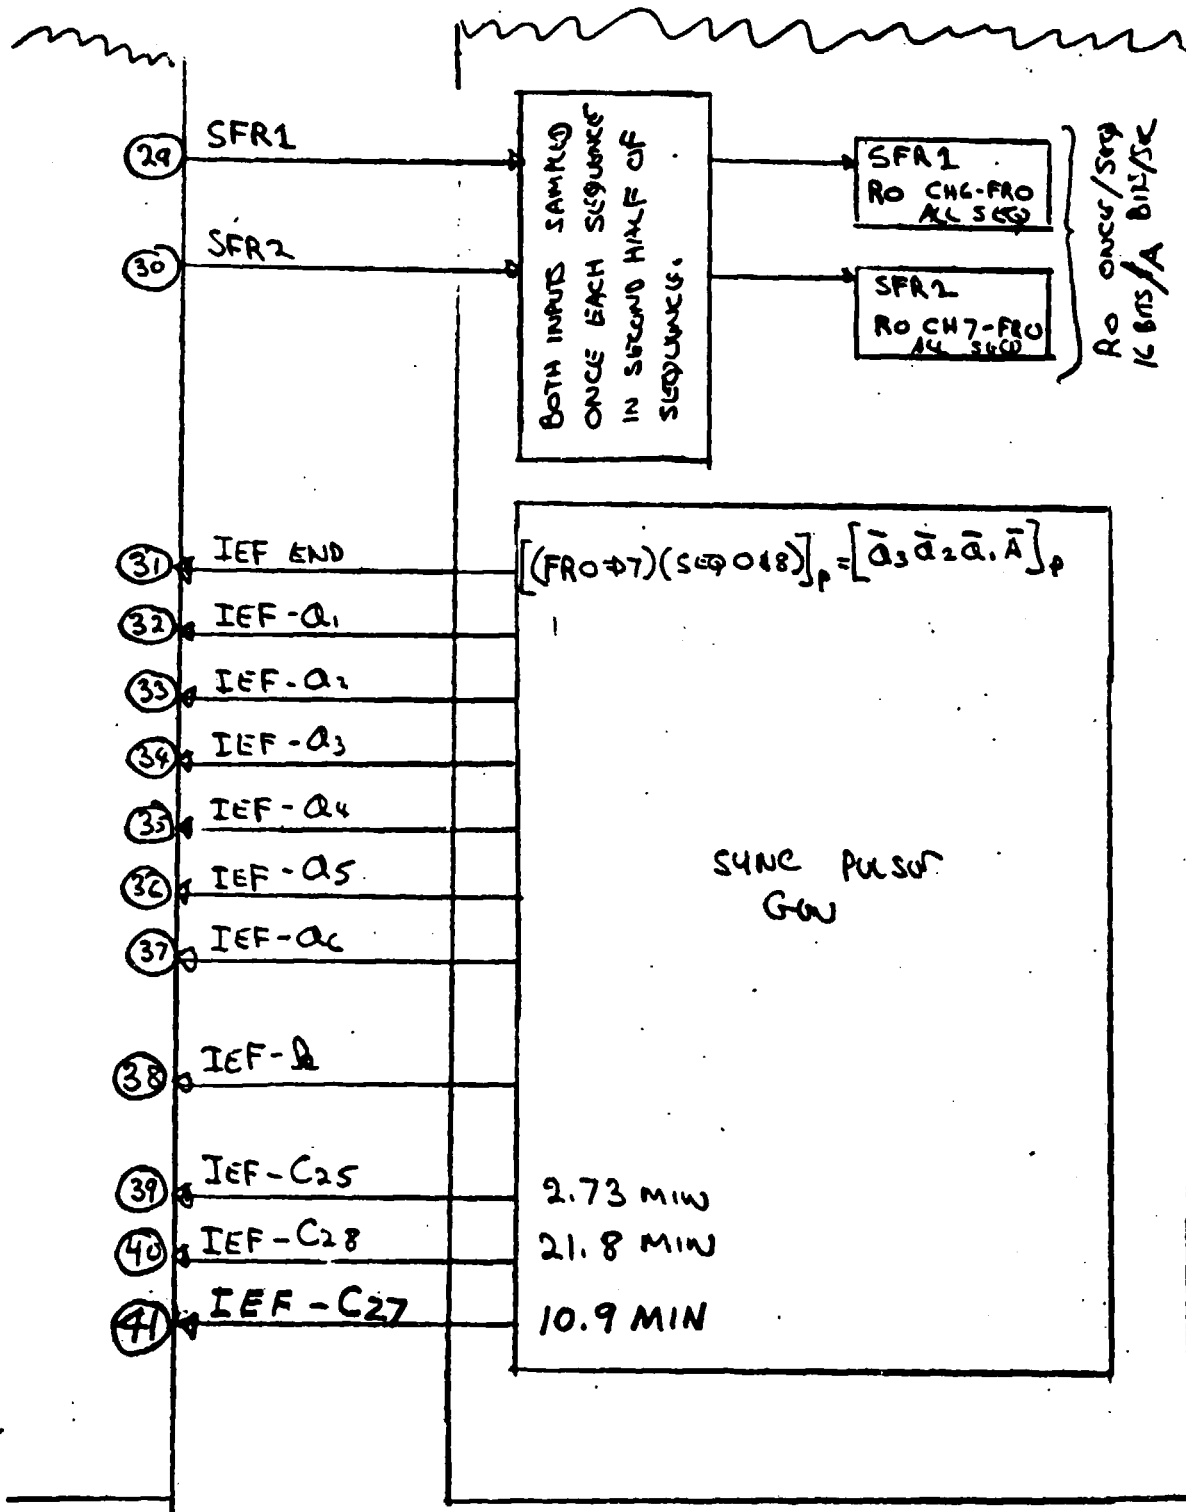 29 SFR1
30 SFR2
BOTH INPUTS SAMPLED
ONCE EACH SEQUENCE
IN SECOND HALF OF
SEQUENCE.
SFR1
RO CH6-FRO
ALL SEQ
SFR2
RO CH7-FRO
ALL SEQ
RO ONCE/SEQ
16 BITS/A BIN/SEC
31 IEF END
[(FRO→7)(SEQ 0&8)]p = [ā3 ā2 ā1 Ā]p
32 IEF-a1
33 IEF-a2
34 IEF-a3
35 IEF-a4
36 IEF-a5
37 IEF-a6
SYNC PULSE
GEN
38 IEF-
39 IEF-C25 2.73 MIN
40 IEF-C28 21.8 MIN
41 IEF-C27 10.9 MIN